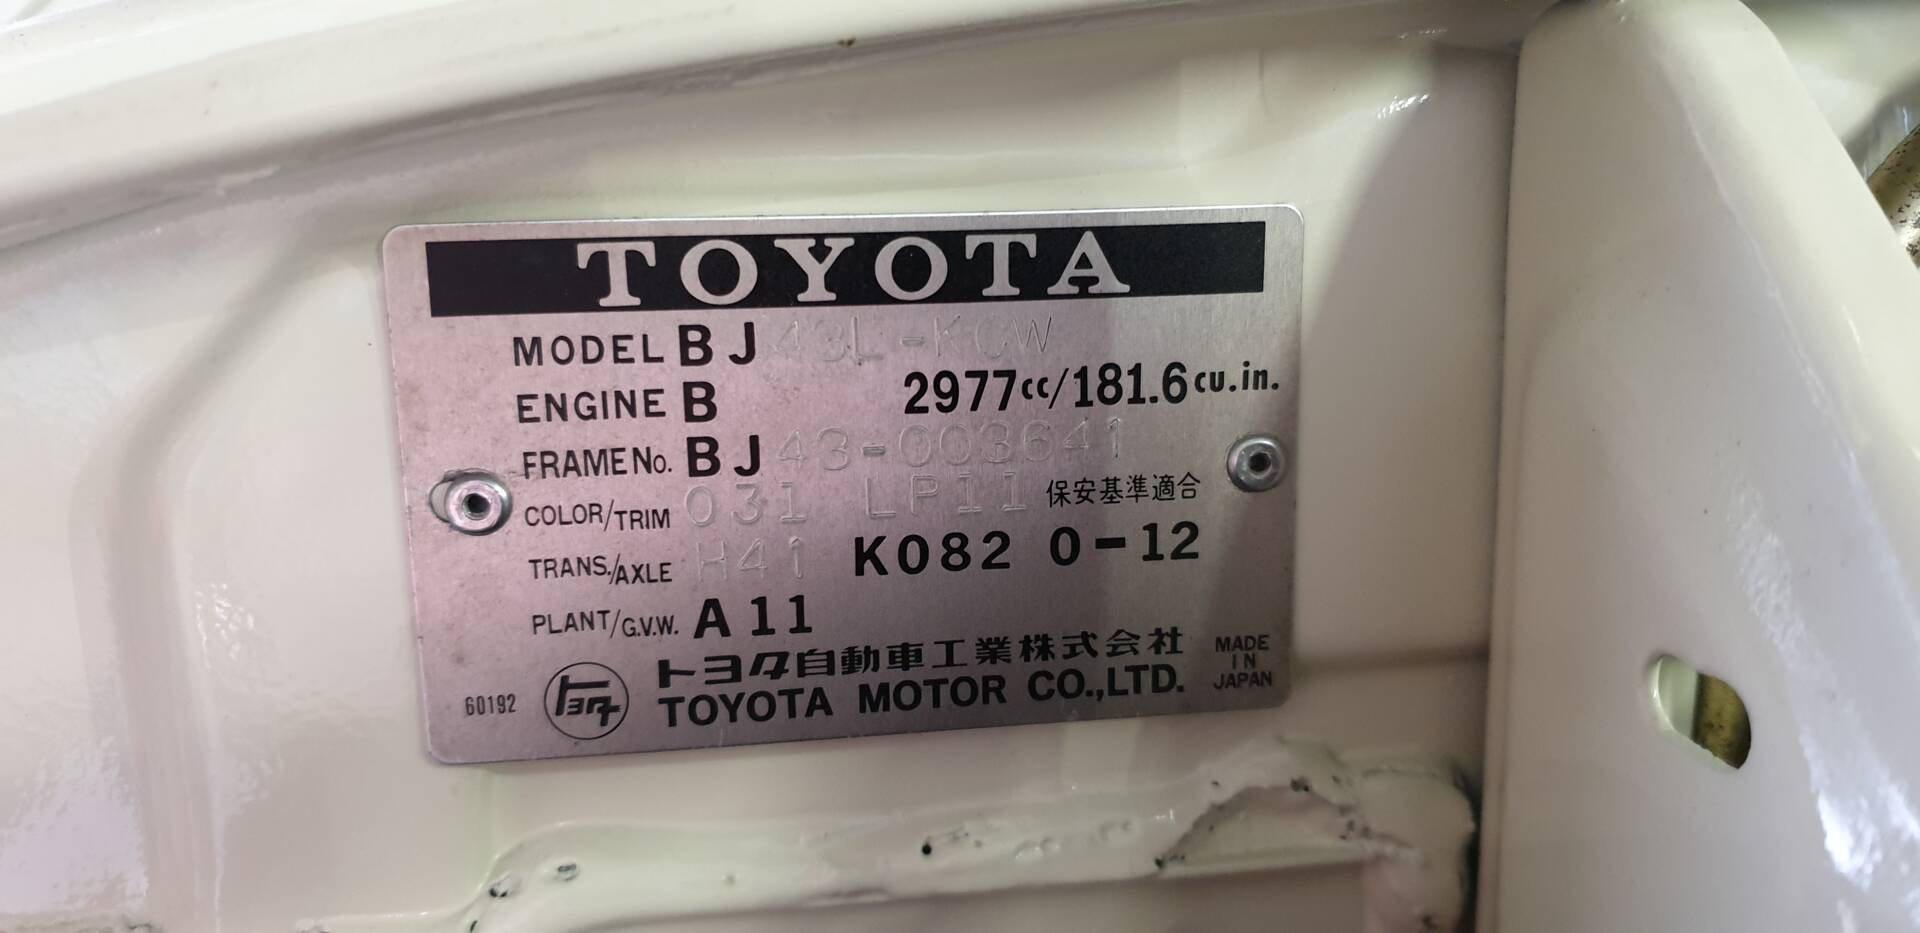 TOYOTA
MODEL BJ43L-KCW
ENGINE B 2977cc/181.6cu.in.
FRAME No. BJ43-003641
COLOR/TRIM 031 LP11 保安基準適合
TRANS./AXLE H41 K082 0-12
PLANT/G.V.W. A11
トヨタ自動車工業株式会社
60192 トヨタ TOYOTA MOTOR CO.,LTD. MADE IN JAPAN